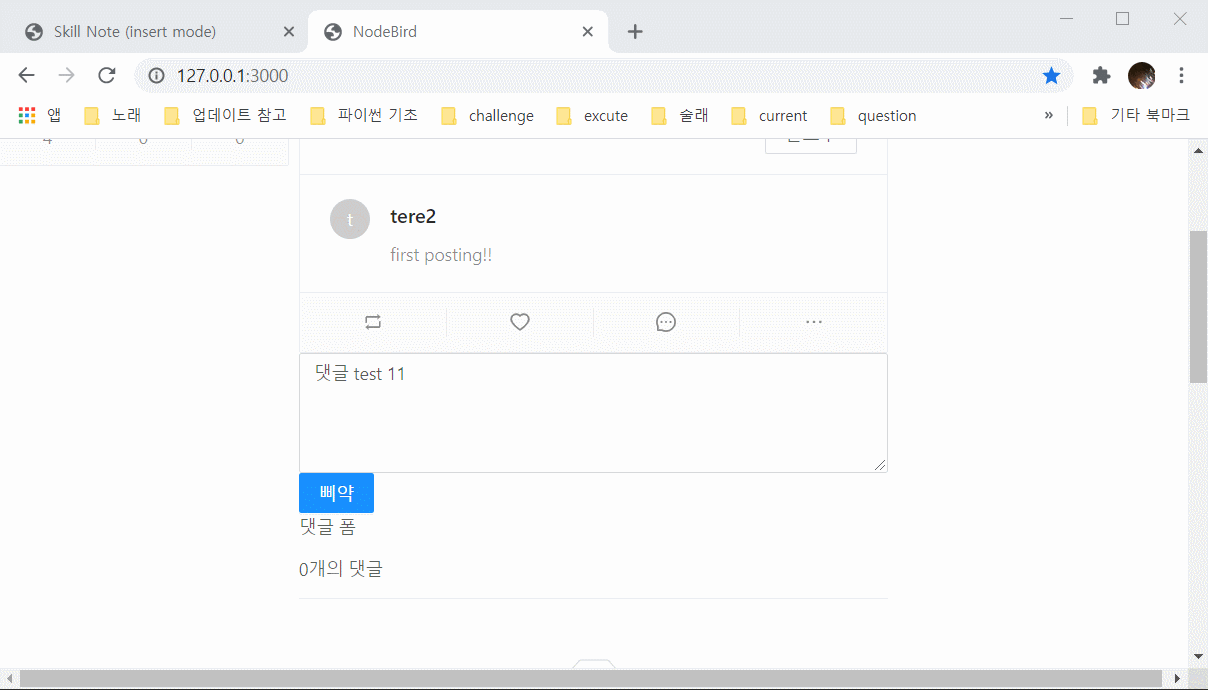 Skill Note (insert mode)
NodeBird
127.0.0.1:3000
앱
노래
업데이트 참고
파이썬 기초
challenge
excute
술래
current
question
»
기타 북마크
t
tere2
first posting!!
댓글 test 11
삐약
댓글 폼
0개의 댓글